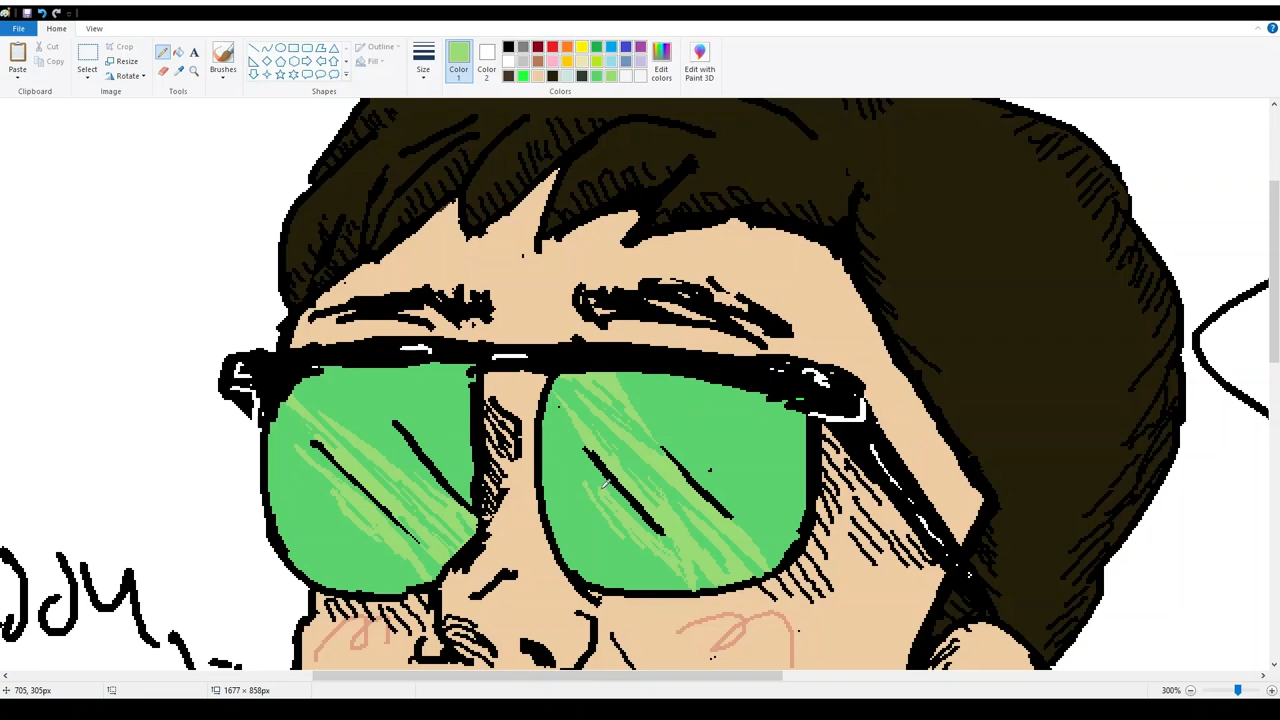 File Home View
Paste Cut Copy Select Crop Resize Rotate Brushes Outline Fill Size Color 1 Color 2 Edit colors Edit with Paint 3D
Clipboard Image Tools Shapes Colors
A
?
705, 305px 1677 × 858px 300%